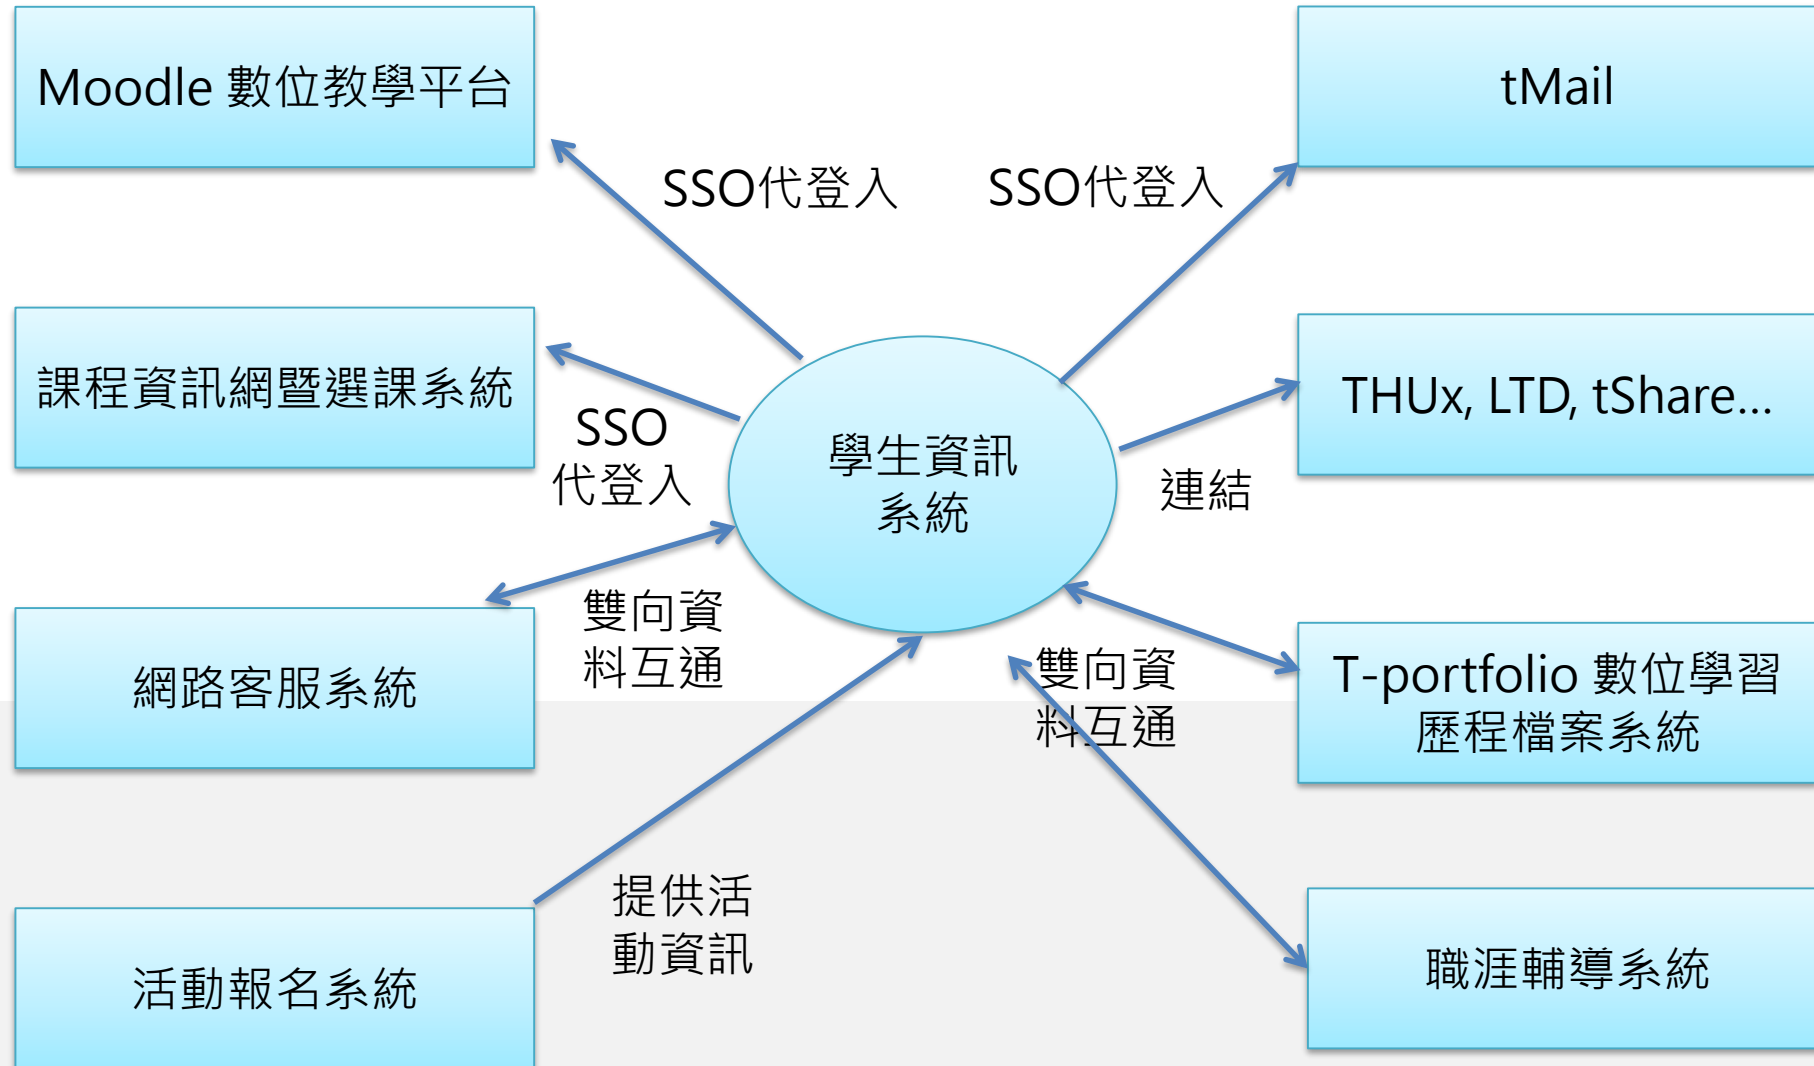 Moodle 數位教學平台
tMail
SSO代登入
SSO代登入
課程資訊網暨選課系統
THUx, LTD, tShare...
SSO
代登入
學生資訊
系統
連結
網路客服系統
雙向資
料互通
雙向資
料互通
T-portfolio 數位學習
歷程檔案系統
提供活
動資訊
活動報名系統
職涯輔導系統